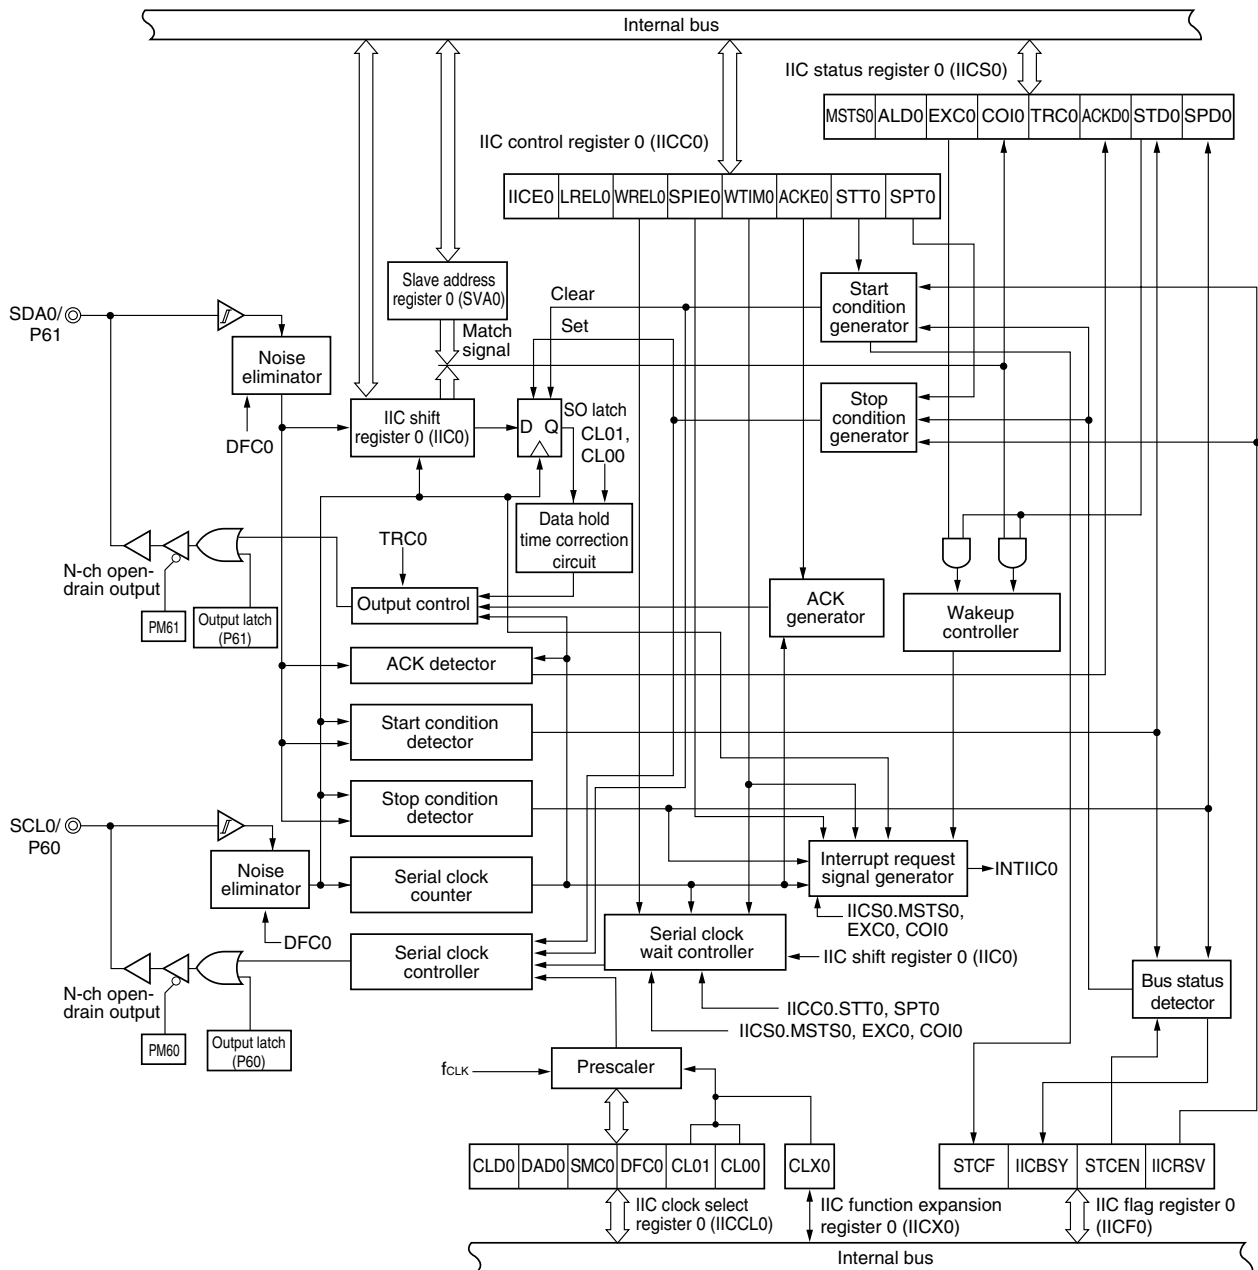 Internal bus
IIC status register 0 (IICS0)
MSTS0 ALD0 EXC0 COI0 TRC0 ACKD0 STD0 SPD0
IIC control register 0 (IICC0)
IICE0 LREL0 WREL0 SPIE0 WTIM0 ACKE0 STT0 SPT0
Slave address
register 0 (SVA0)
Clear
Set
Match
signal
Start
condition
generator
SDA0/
P61
Noise
eliminator
DFC0
IIC shift
register 0 (IIC0)
D Q
SO latch
CL01,
CL00
Stop
condition
generator
Data hold
time correction
circuit
TRC0
N-ch open-
drain output
PM61
Output latch
(P61)
Output control
ACK
generator
Wakeup
controller
ACK detector
Start condition
detector
Stop condition
detector
SCL0/
P60
Noise
eliminator
DFC0
Serial clock
counter
Interrupt request
signal generator
INTIIC0
IICS0.MSTS0,
EXC0, COI0
Serial clock
controller
Serial clock
wait controller
IIC shift register 0 (IIC0)
Bus status
detector
N-ch open-
drain output
PM60
Output latch
(P60)
IICC0.STT0, SPT0
IICS0.MSTS0, EXC0, COI0
fCLK
Prescaler
CLD0 DAD0 SMC0 DFC0 CL01 CL00
CLX0
STCF IICBSY STCEN IICRSV
IIC clock select
register 0 (IICCL0)
IIC function expansion
register 0 (IICX0)
IIC flag register 0
(IICF0)
Internal bus